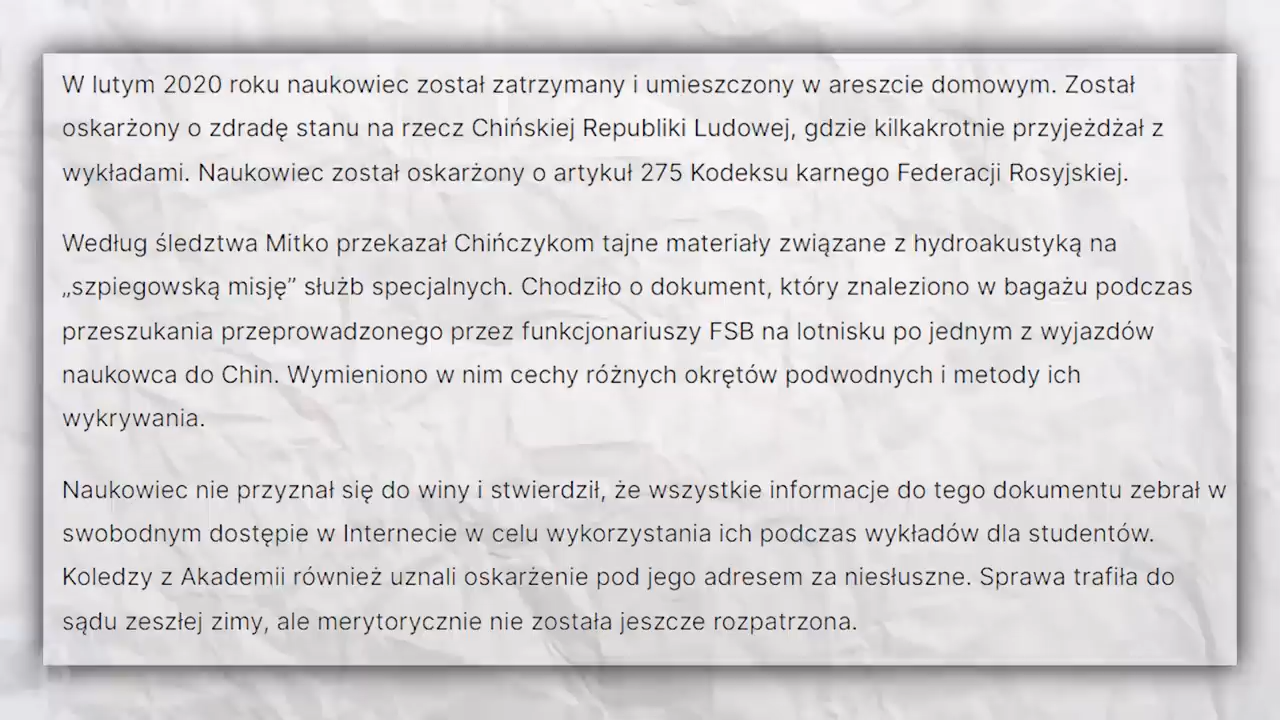 W lutym 2020 roku naukowiec został zatrzymany i umieszczony w areszcie domowym. Został
oskarżony o zdradę stanu na rzecz Chińskiej Republiki Ludowej, gdzie kilkakrotnie przyjeżdżał z
wykładami. Naukowiec został oskarżony o artykuł 275 Kodeksu karnego Federacji Rosyjskiej.
Według śledztwa Mitko przekazał Chińczykom tajne materiały związane z hydroakustyką na
„szpiegowską misję” służb specjalnych. Chodziło o dokument, który znaleziono w bagażu podczas
przeszukania przeprowadzonego przez funkcjonariuszy FSB na lotnisku po jednym z wyjazdów
naukowca do Chin. Wymieniono w nim cechy różnych okrętów podwodnych i metody ich
wykrywania.
Naukowiec nie przyznał się do winy i stwierdził, że wszystkie informacje do tego dokumentu zebrał w
swobodnym dostępie w Internecie w celu wykorzystania ich podczas wykładów dla studentów.
Koledzy z Akademii również uznali oskarżenie pod jego adresem za niesłuszne. Sprawa trafiła do
sądu zeszłej zimy, ale merytorycznie nie została jeszcze rozpatrzona.